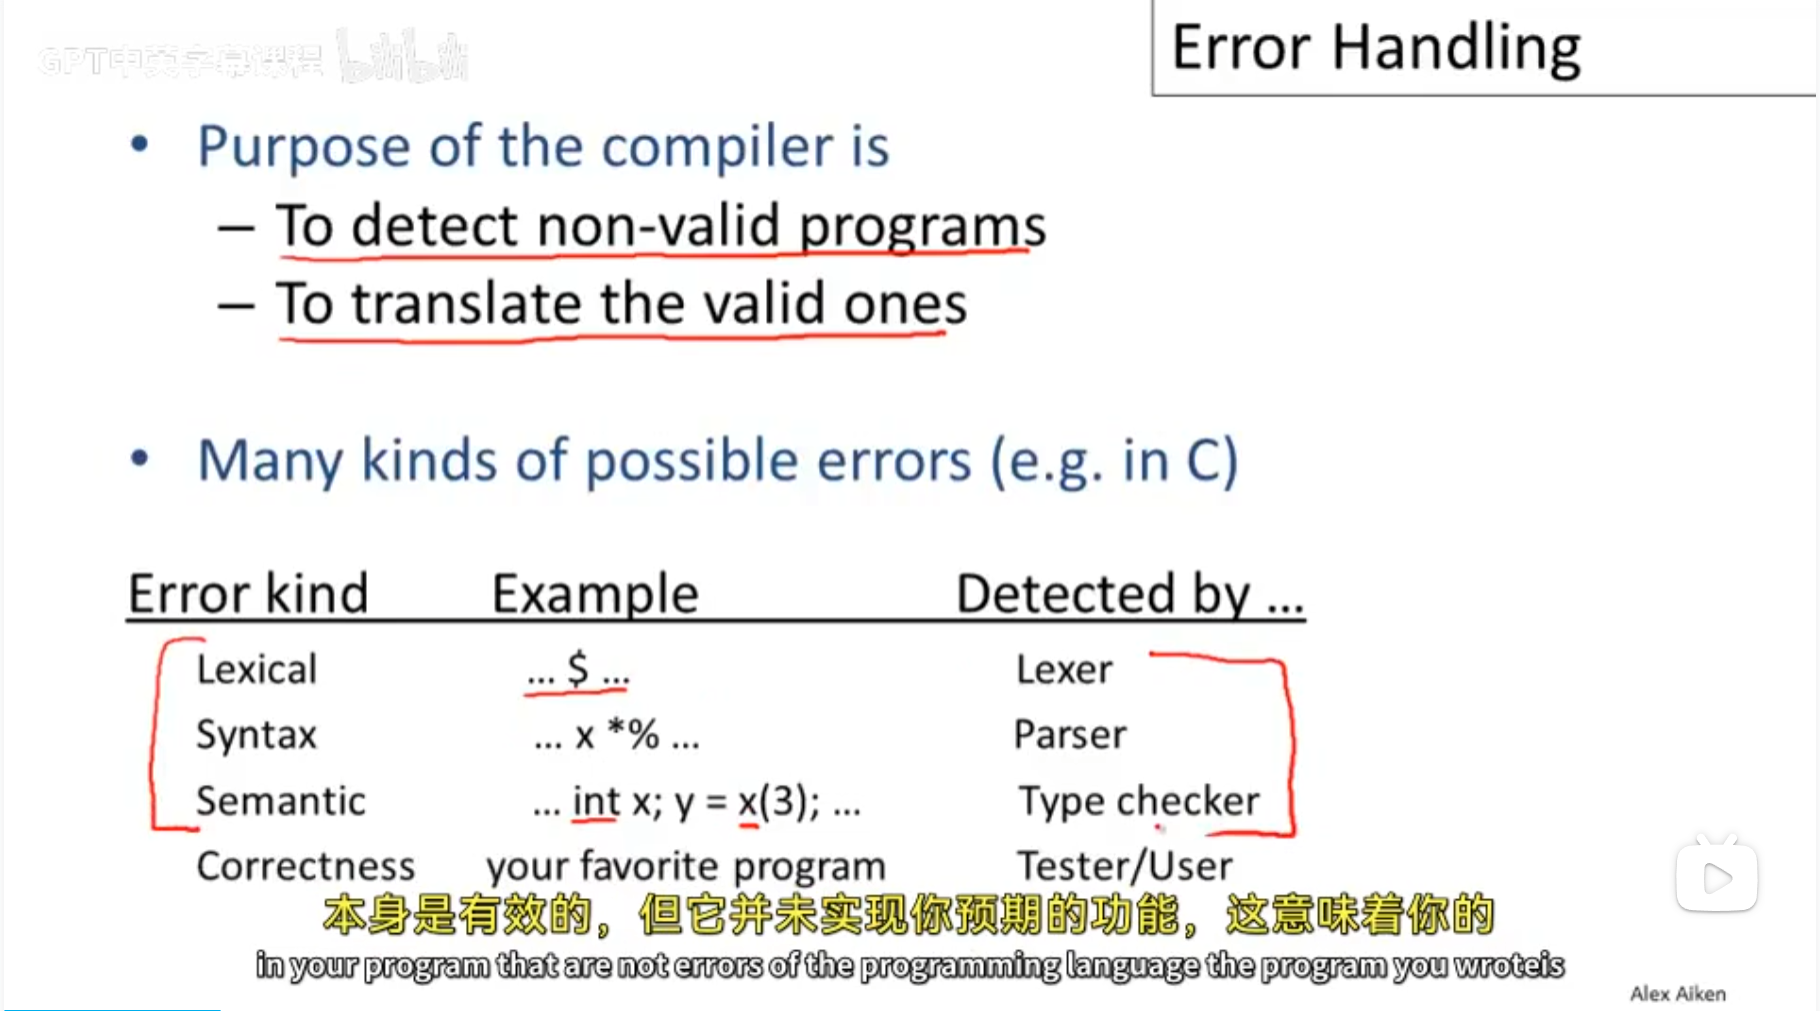 GPT中英字幕课程 bilibili
Error Handling
• Purpose of the compiler is
– To detect non-valid programs
– To translate the valid ones
• Many kinds of possible errors (e.g. in C)
Error kind Example Detected by ...
Lexical ... $ ... Lexer
Syntax ... x *% ... Parser
Semantic ... int x; y = x(3); ... Type checker
Correctness your favorite program Tester/User
本身是有效的，但它并未实现你预期的功能，这意味着你的
in your program that are not errors of the programming language the program you wroteis
Alex Aiken